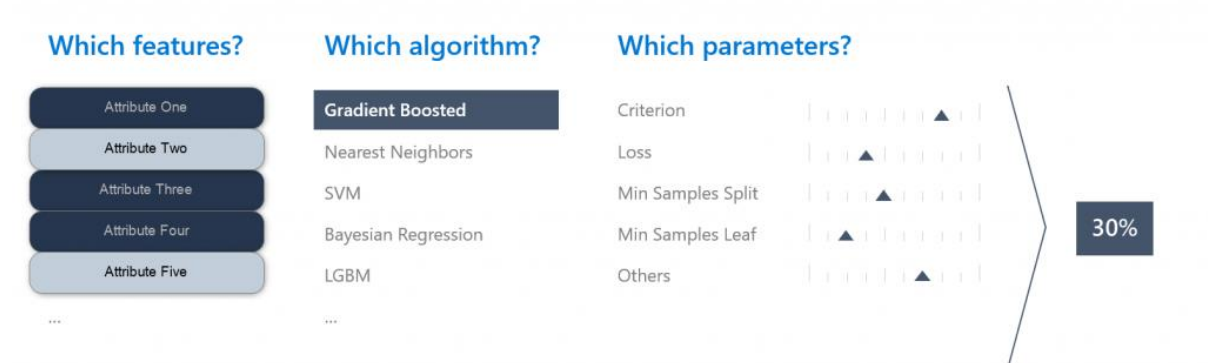 Which features?
Attribute One
Attribute Two
Attribute Three
Attribute Four
Attribute Five
...
Which algorithm?
Gradient Boosted
Nearest Neighbors
SVM
Bayesian Regression
LGBM
...
Which parameters?
Criterion
Loss
Min Samples Split
Min Samples Leaf
Others
30%